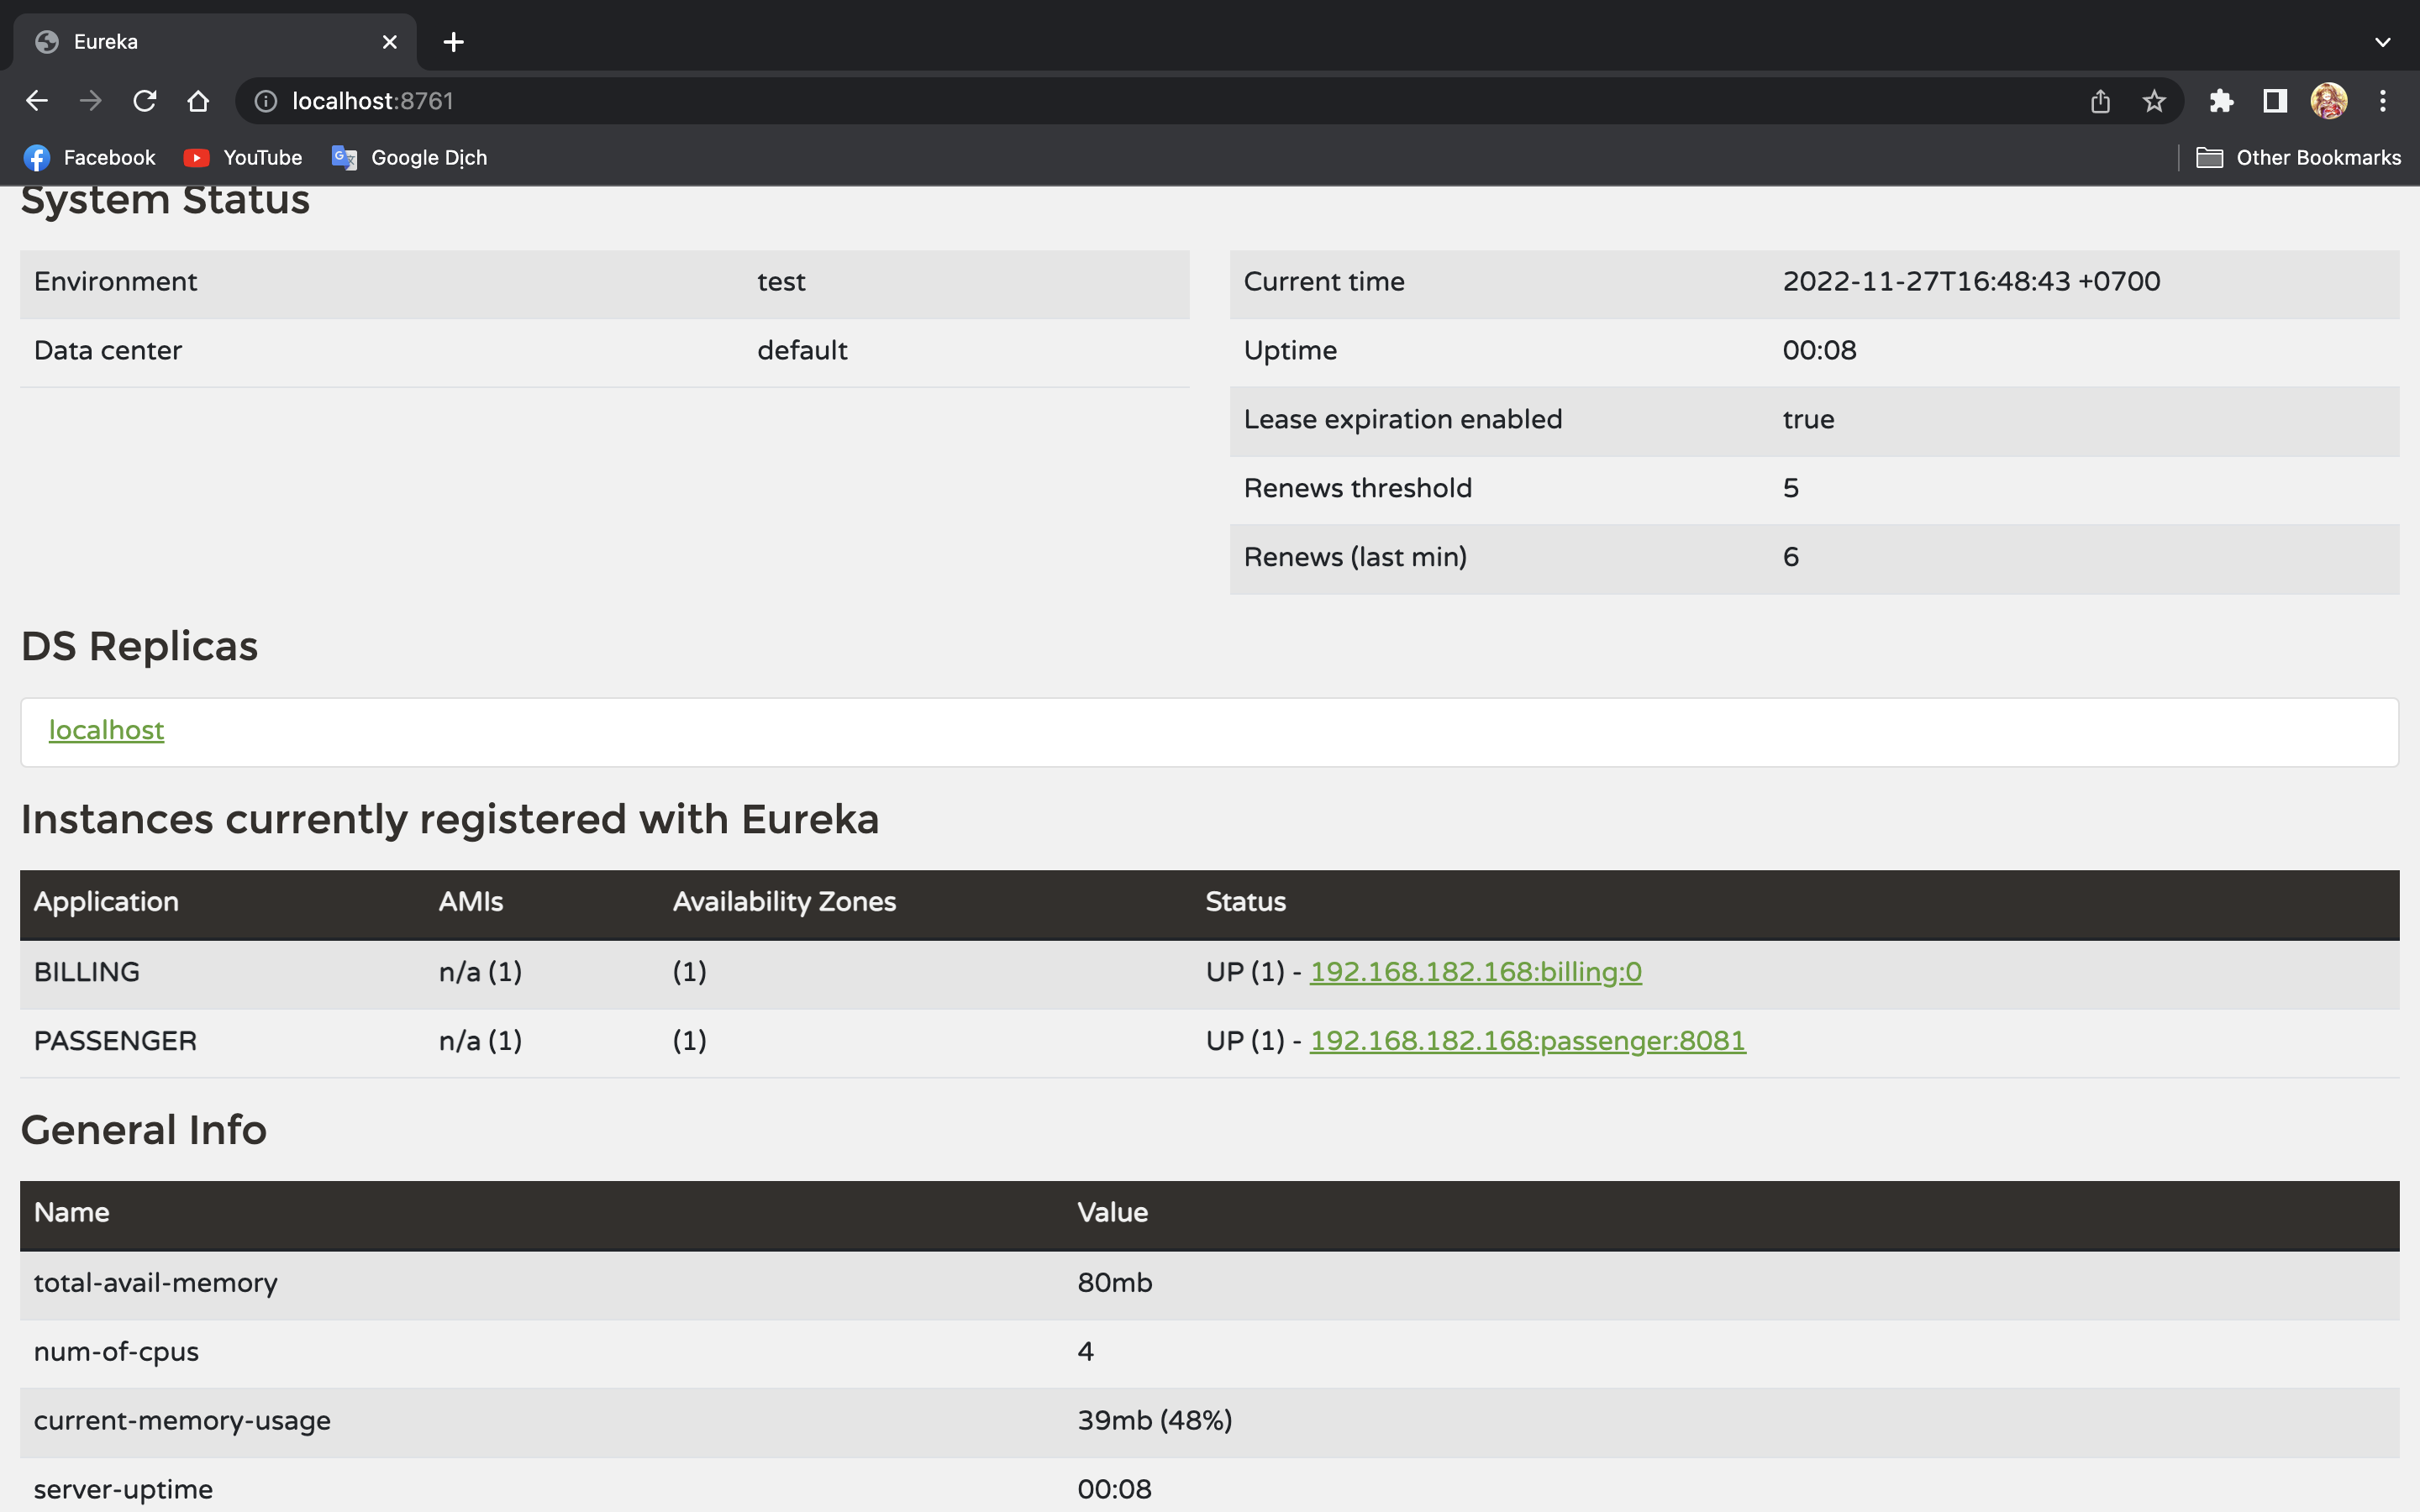 Eureka
localhost:8761
Facebook YouTube Google Dịch Other Bookmarks
System Status
Environment test
Data center default
Current time 2022-11-27T16:48:43 +0700
Uptime 00:08
Lease expiration enabled true
Renews threshold 5
Renews (last min) 6
DS Replicas
localhost
Instances currently registered with Eureka
Application AMIs Availability Zones Status
BILLING n/a (1) (1) UP (1) - 192.168.182.168:billing:0
PASSENGER n/a (1) (1) UP (1) - 192.168.182.168:passenger:8081
General Info
Name Value
total-avail-memory 80mb
num-of-cpus 4
current-memory-usage 39mb (48%)
server-uptime 00:08